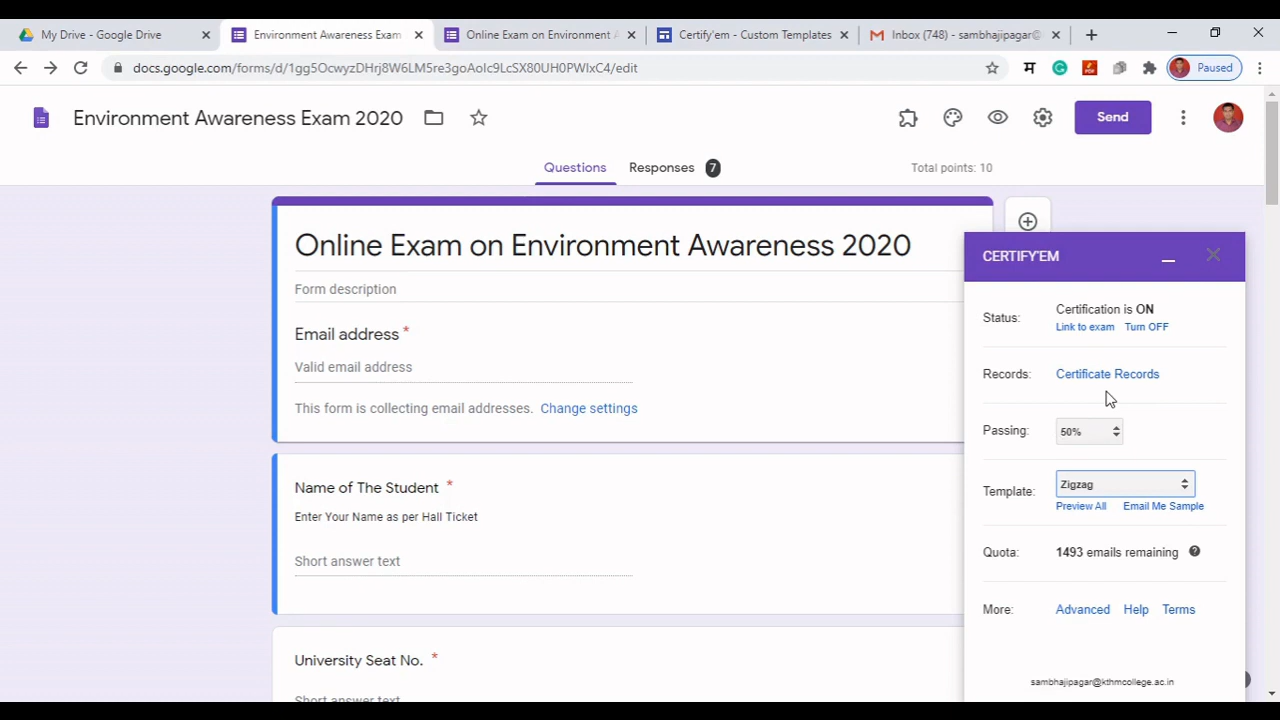 My Drive - Google Drive
Environment Awareness Exam
Online Exam on Environment A
Certify'em - Custom Templates
Inbox (748) - sambhajipagar@
docs.google.com/forms/d/1gg5OcwyzDHrj8W6LM5re3goAdIc9LcSX80UH0PWIxC4/edit
म
PDF
Paused
Environment Awareness Exam 2020
Send
Questions
Responses
7
Total points: 10
Online Exam on Environment Awareness 2020
Form description
Email address *
Valid email address
This form is collecting email addresses. Change settings
Name of The Student *
Enter Your Name as per Hall Ticket
Short answer text
University Seat No. *
Short answer text
CERTIFY'EM
Status:
Certification is ON
Link to exam Turn OFF
Records:
Certificate Records
Passing:
50%
Template:
Zigzag
Preview All Email Me Sample
Quota:
1493 emails remaining
More:
Advanced Help Terms
sambhajipagar@kthmcollege.ac.in